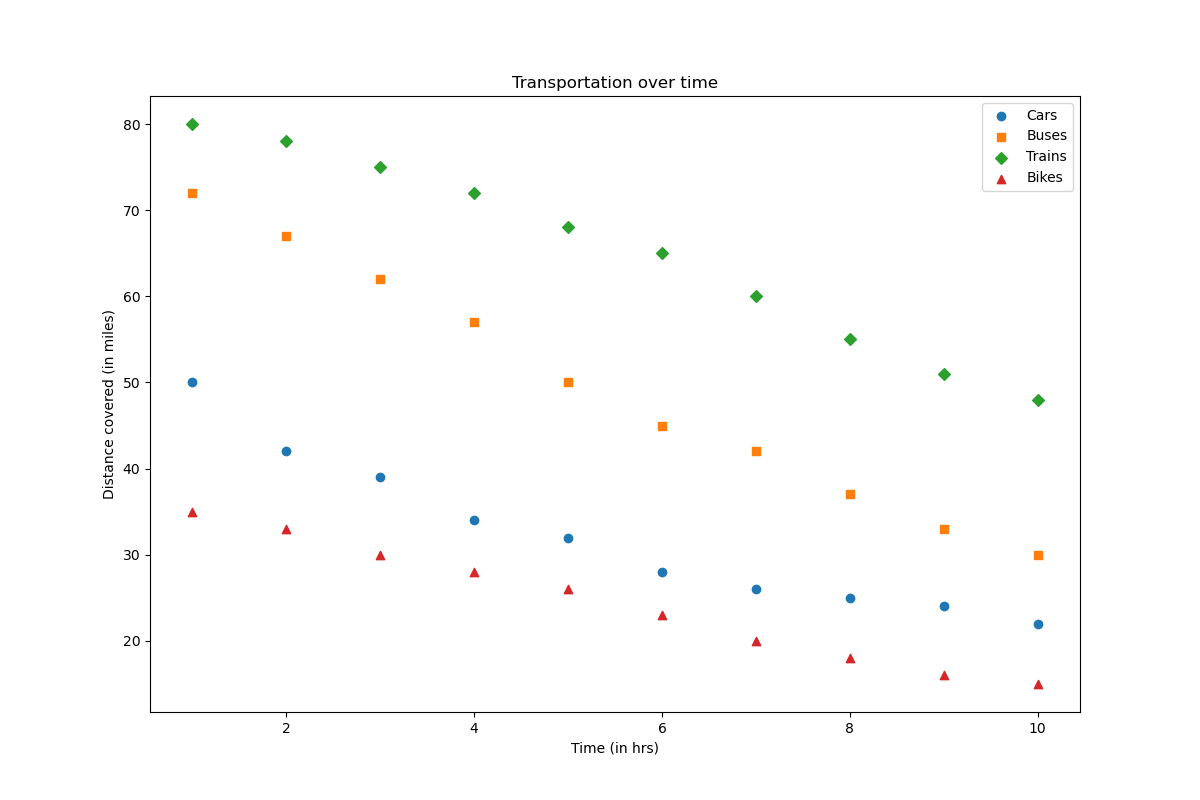 Transportation over time
Cars
Buses
Trains
Bikes
80
70
60
50
40
30
20
Distance covered (in miles)
2 4 6 8 10
Time (in hrs)